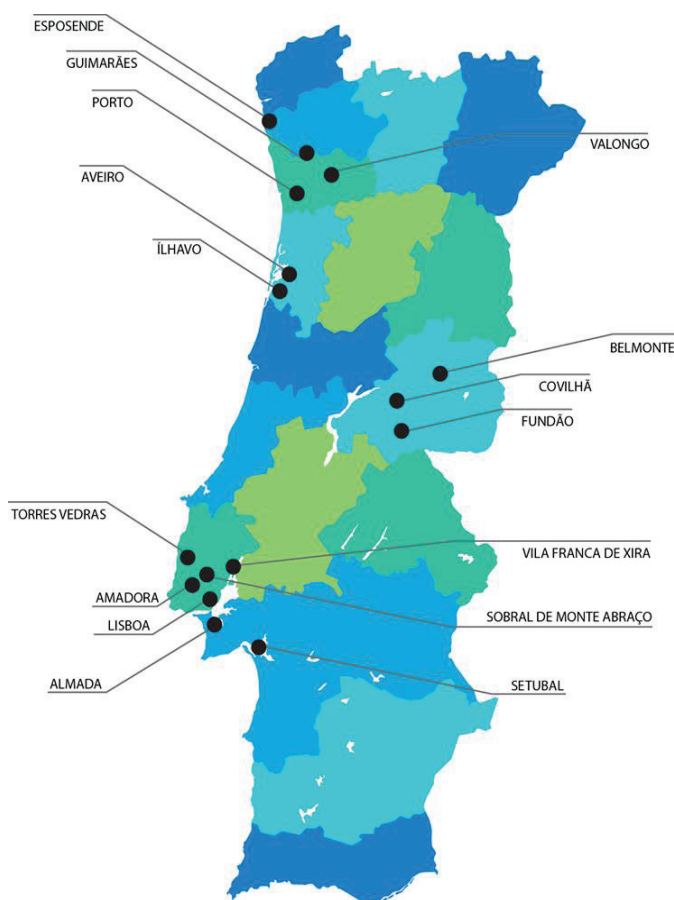 ESPOSENDE
GUIMARÃES
PORTO
VALONGO
AVEIRO
ÍLHAVO
BELMONTE
COVILHÃ
FUNDÃO
TORRES VEDRAS
VILA FRANCA DE XIRA
AMADORA
SOBRAL DE MONTE ABRAÇO
LISBOA
ALMADA
SETUBAL